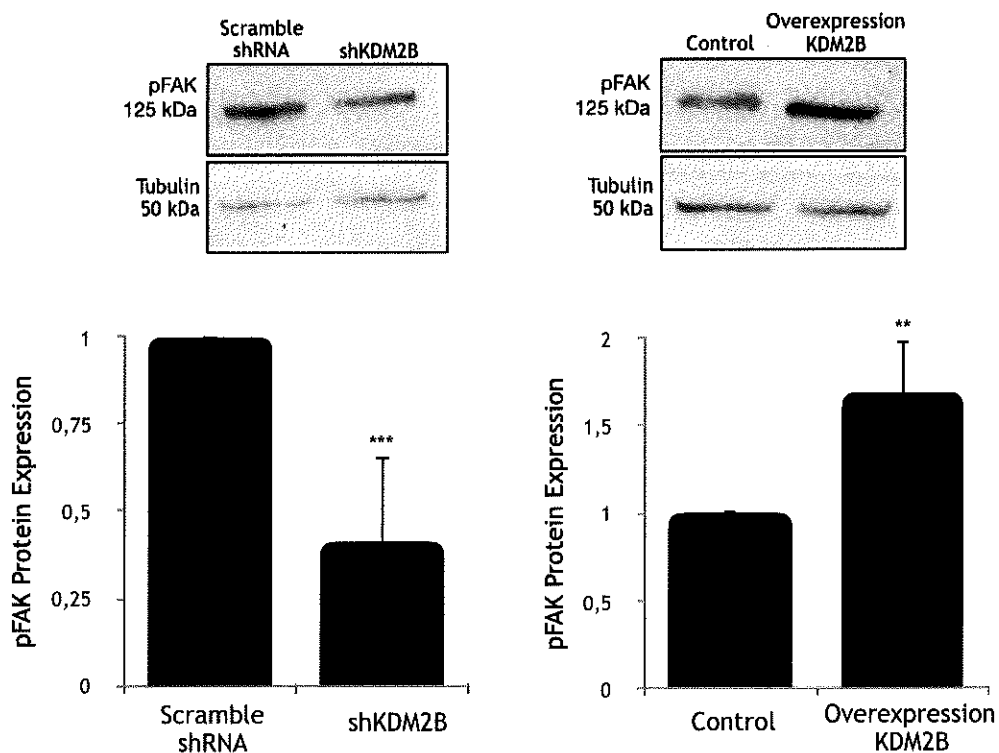 Scramble
shRNA
shKDM2B
pFAK
125 kDa
Tubulin
50 kDa
Control
Overexpression
KDM2B
pFAK
125 kDa
Tubulin
50 kDa
pFAK Protein Expression
1
0,75
0,5
0,25
0
***
Scramble
shRNA
shKDM2B
pFAK Protein Expression
2
1,5
1
0,5
0
**
Control
Overexpression
KDM2B